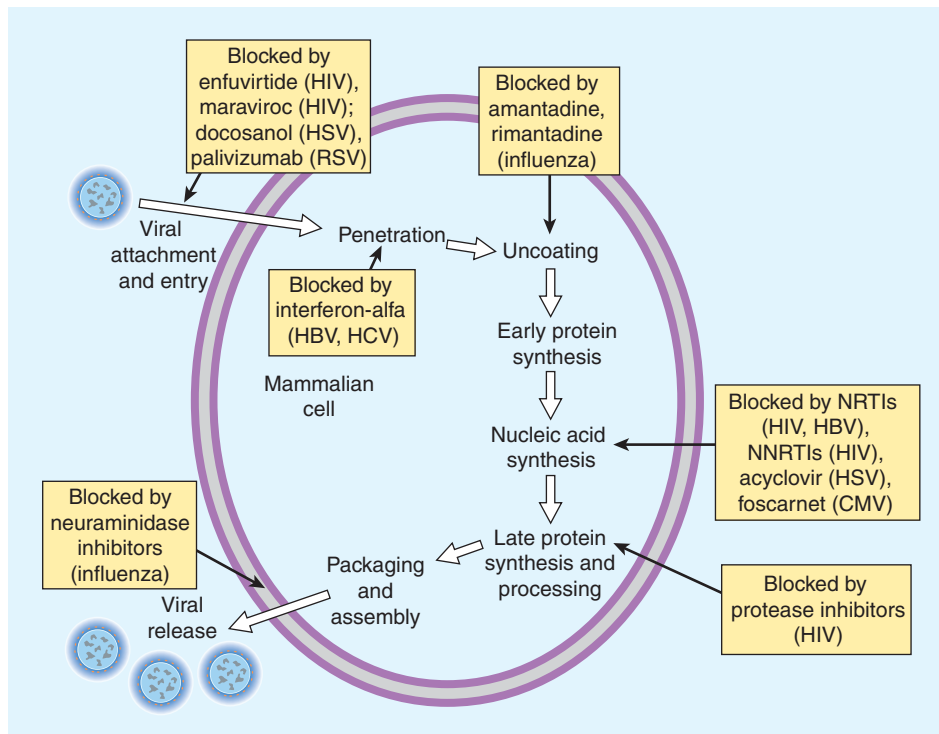 Blocked by
enfuvirtide (HIV),
maraviroc (HIV);
docosanol (HSV),
palivizumab (RSV)
Blocked by
amantadine,
rimantadine
(influenza)
Viral
attachment
and entry
Penetration
Uncoating
Blocked by
interferon-alfa
(HBV, HCV)
Early protein
synthesis
Mammalian
cell
Nucleic acid
synthesis
Blocked by NRTIs
(HIV, HBV),
NNRTIs (HIV),
acyclovir (HSV),
foscarnet (CMV)
Late protein
synthesis and
processing
Blocked by
protease inhibitors
(HIV)
Packaging
and
assembly
Blocked by
neuraminidase
inhibitors
(influenza)
Viral
release